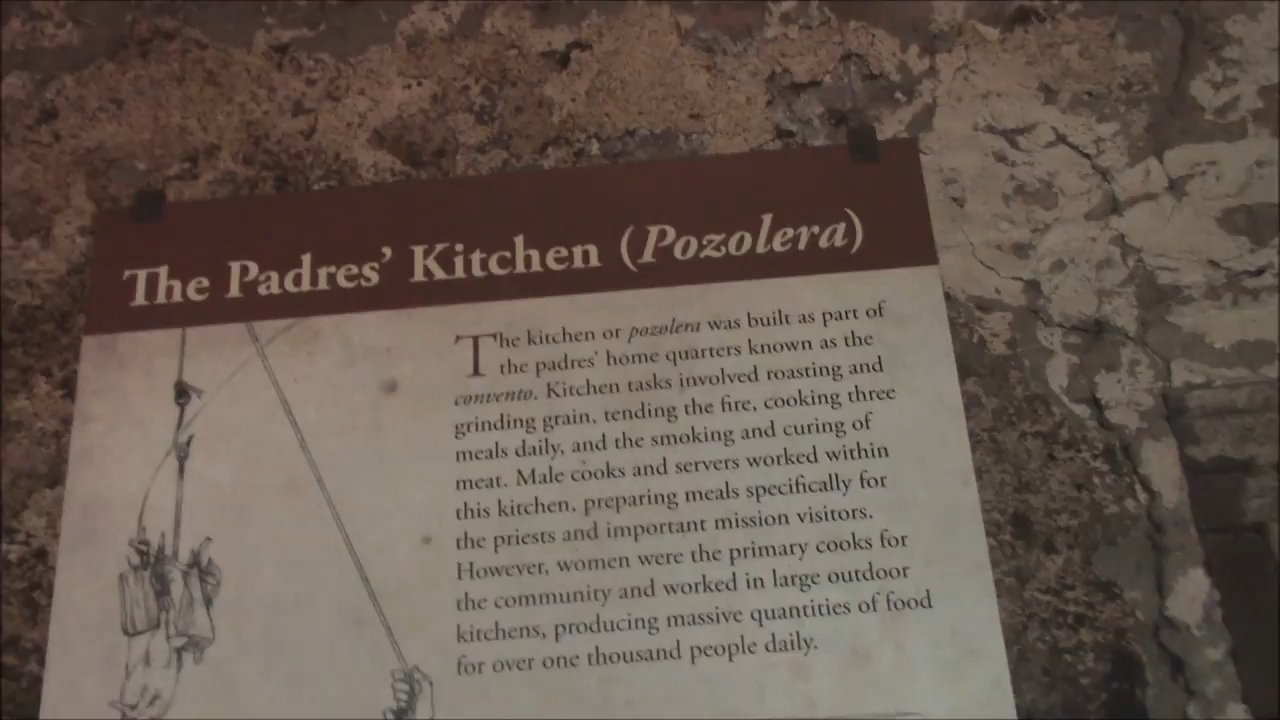 The Padres' Kitchen (Pozolera)
The kitchen or pozolera was built as part of
the padres' home quarters known as the
convento. Kitchen tasks involved roasting and
grinding grain, tending the fire, cooking three
meals daily, and the smoking and curing of
meat. Male cooks and servers worked within
this kitchen, preparing meals specifically for
the priests and important mission visitors.
However, women were the primary cooks for
the community and worked in large outdoor
kitchens, producing massive quantities of food
for over one thousand people daily.